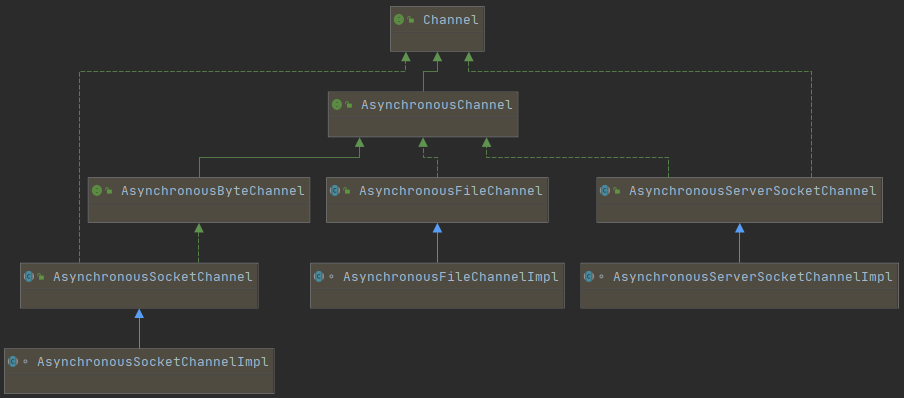 Channel
AsynchronousChannel
AsynchronousByteChannel
AsynchronousFileChannel
AsynchronousServerSocketChannel
AsynchronousSocketChannel
AsynchronousFileChannelImpl
AsynchronousServerSocketChannelImpl
AsynchronousSocketChannelImpl